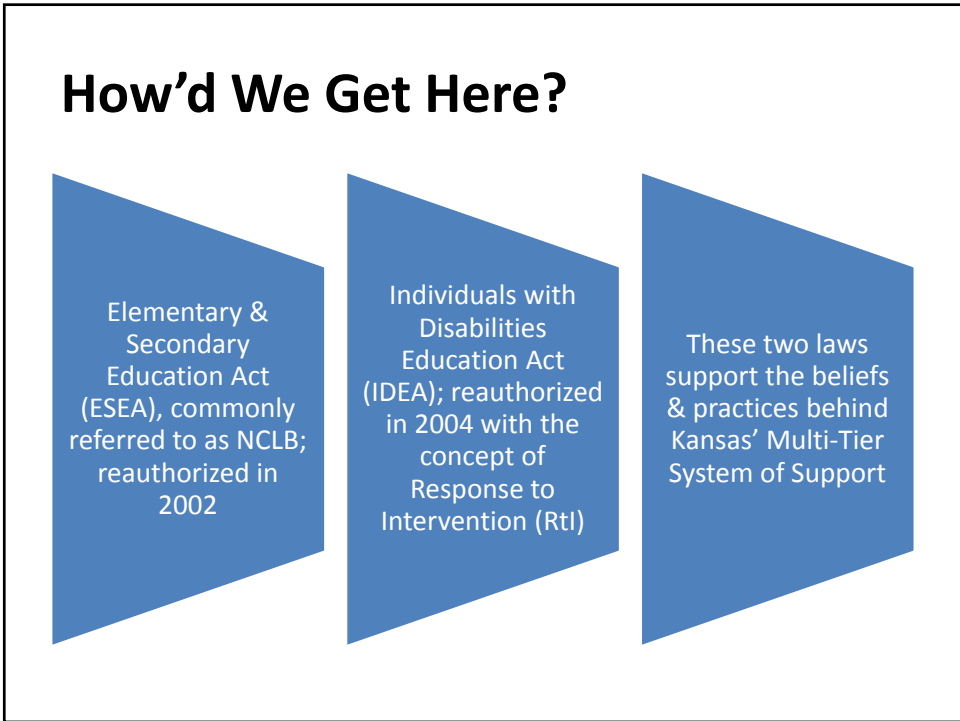 How’d We Get Here?
Elementary &
Secondary
Education Act
(ESEA), commonly
referred to as NCLB;
reauthorized in
2002
Individuals with
Disabilities
Education Act
(IDEA); reauthorized
in 2004 with the
concept of
Response to
Intervention (RtI)
These two laws
support the beliefs
& practices behind
Kansas’ Multi-Tier
System of Support